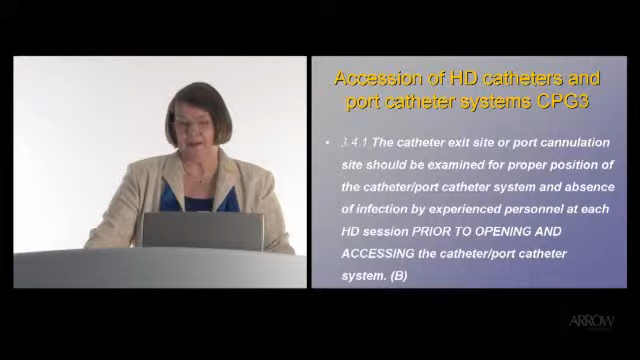 Accession of HD catheters and
port catheter systems CPG3
• 3.4.1 The catheter exit site or port cannulation
site should be examined for proper position of
the catheter/port catheter system and absence
of infection by experienced personnel at each
HD session PRIOR TO OPENING AND
ACCESSING the catheter/port catheter
system. (B)
ARROW